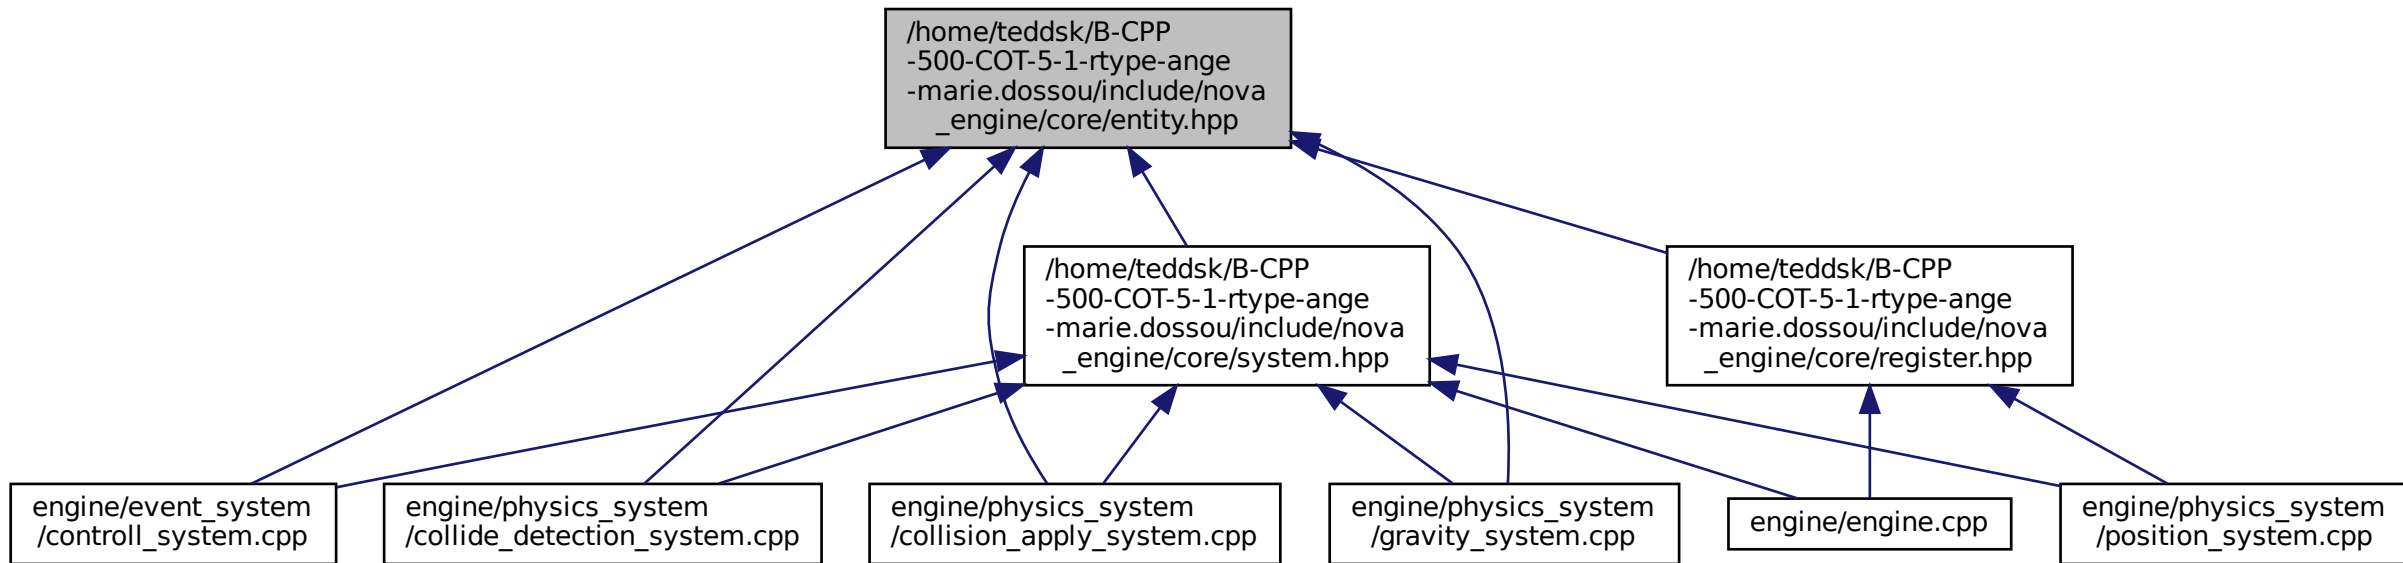 /home/teddsk/B-CPP
-500-COT-5-1-rtype-ange
-marie.dossou/include/nova
_engine/core/entity.hpp
/home/teddsk/B-CPP
-500-COT-5-1-rtype-ange
-marie.dossou/include/nova
_engine/core/system.hpp
/home/teddsk/B-CPP
-500-COT-5-1-rtype-ange
-marie.dossou/include/nova
_engine/core/register.hpp
engine/event_system
/controll_system.cpp
engine/physics_system
/collide_detection_system.cpp
engine/physics_system
/collision_apply_system.cpp
engine/physics_system
/gravity_system.cpp
engine/engine.cpp
engine/physics_system
/position_system.cpp